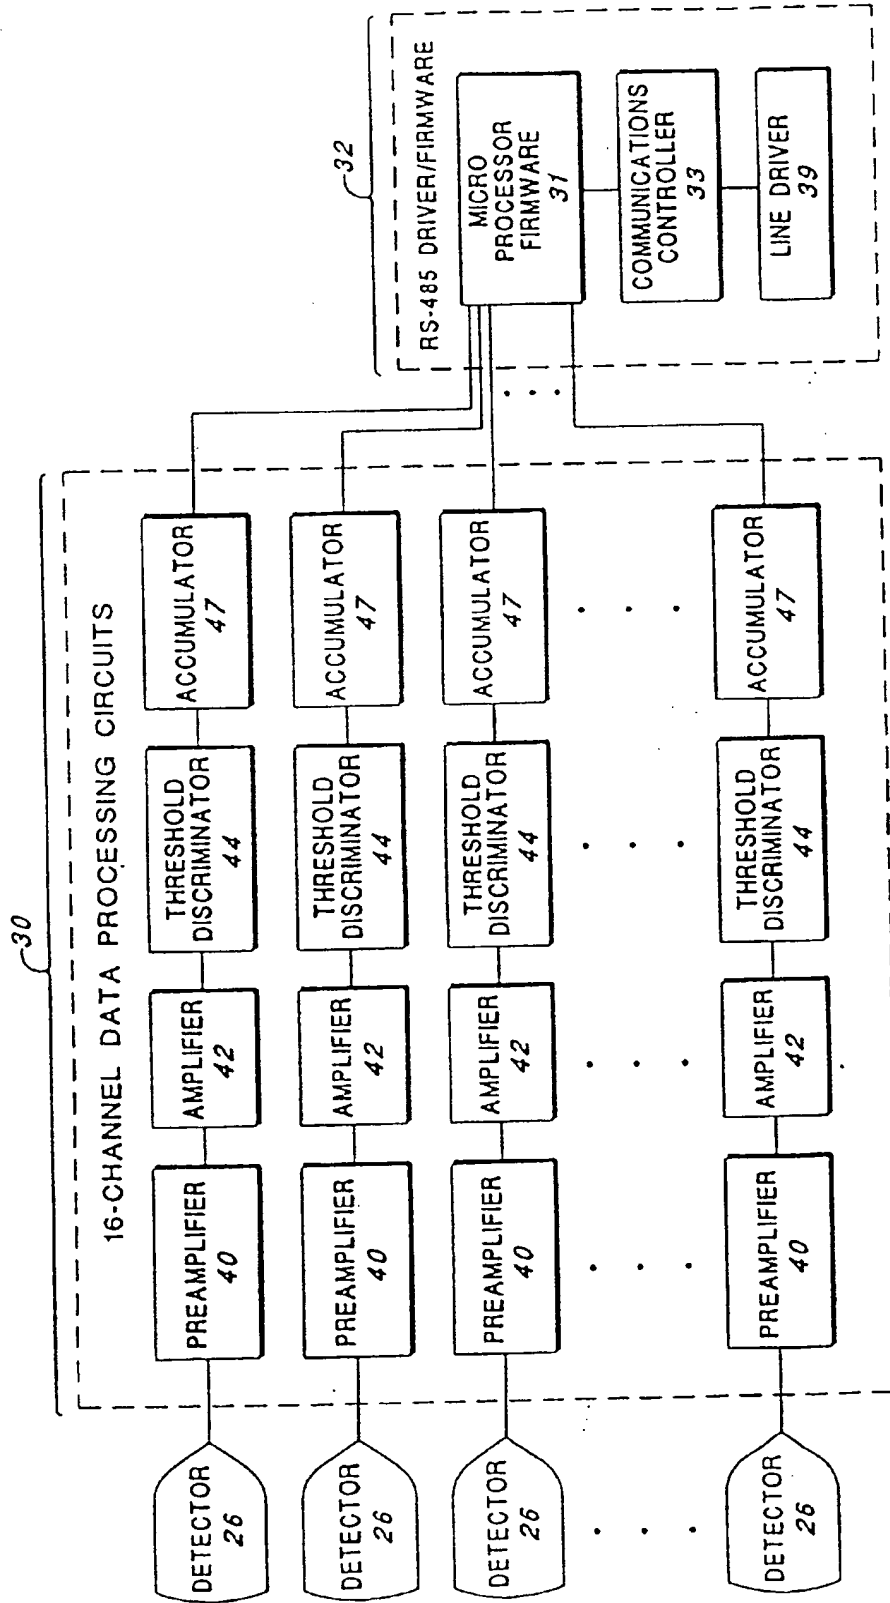 30
16-CHANNEL DATA PROCESSING CIRCUITS
32
RS-485 DRIVER/FIRMWARE
DETECTOR
26
PREAMPLIFIER
40
AMPLIFIER
42
THRESHOLD
DISCRIMINATOR
44
ACCUMULATOR
47
DETECTOR
26
PREAMPLIFIER
40
AMPLIFIER
42
THRESHOLD
DISCRIMINATOR
44
ACCUMULATOR
47
DETECTOR
26
PREAMPLIFIER
40
AMPLIFIER
42
THRESHOLD
DISCRIMINATOR
44
ACCUMULATOR
47
DETECTOR
26
PREAMPLIFIER
40
AMPLIFIER
42
THRESHOLD
DISCRIMINATOR
44
ACCUMULATOR
47
MICRO
PROCESSOR
FIRMWARE
31
COMMUNICATIONS
CONTROLLER
33
LINE DRIVER
39